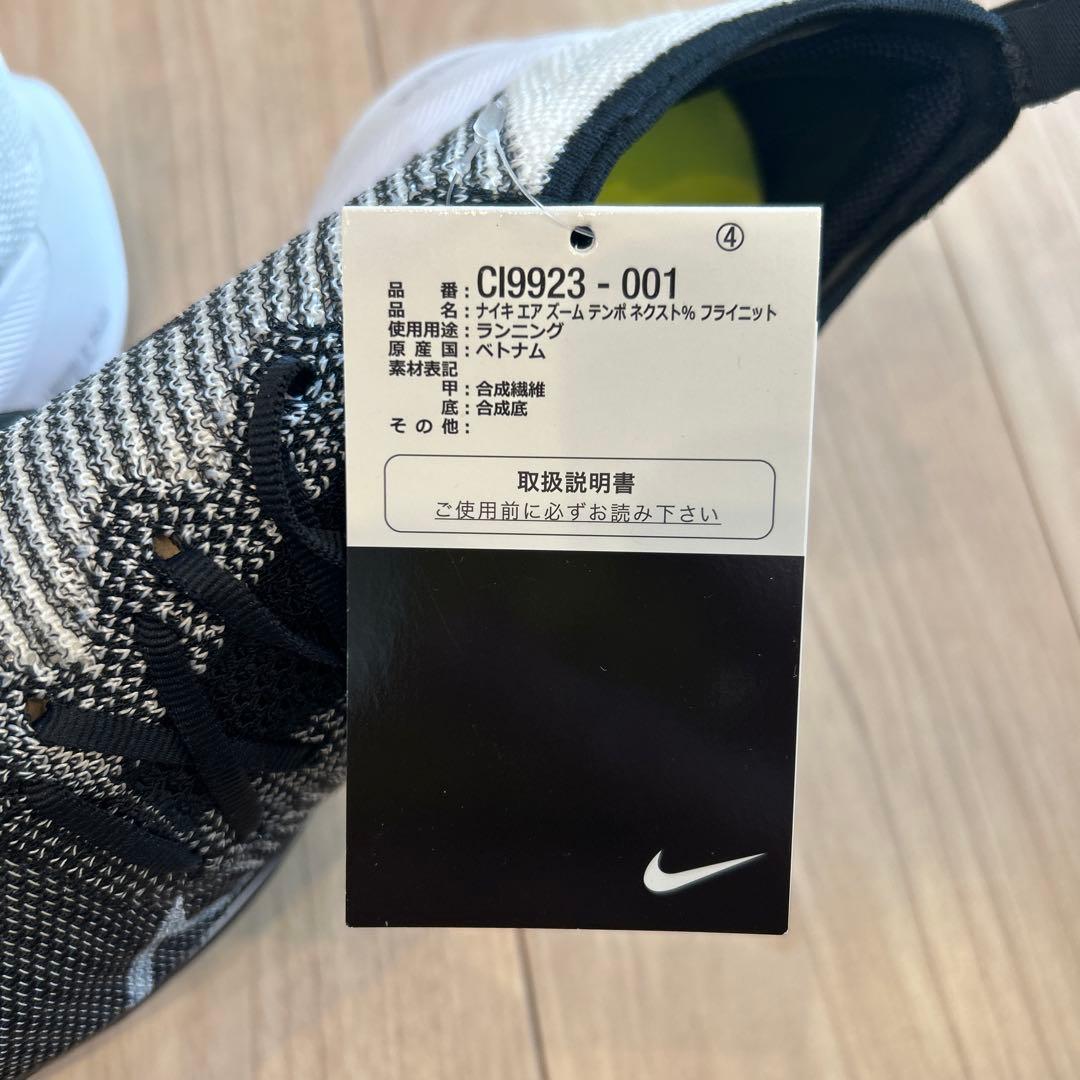 ④
品 番 : CI9923 - 001
品 名 : ナイキ エア ズーム テンポ ネクスト% フライニット
使用用途 : ランニング
原産国 : ベトナム
素材表記
甲 : 合成繊維
底 : 合成底
その他 :
取扱説明書
ご使用前に必ずお読み下さい